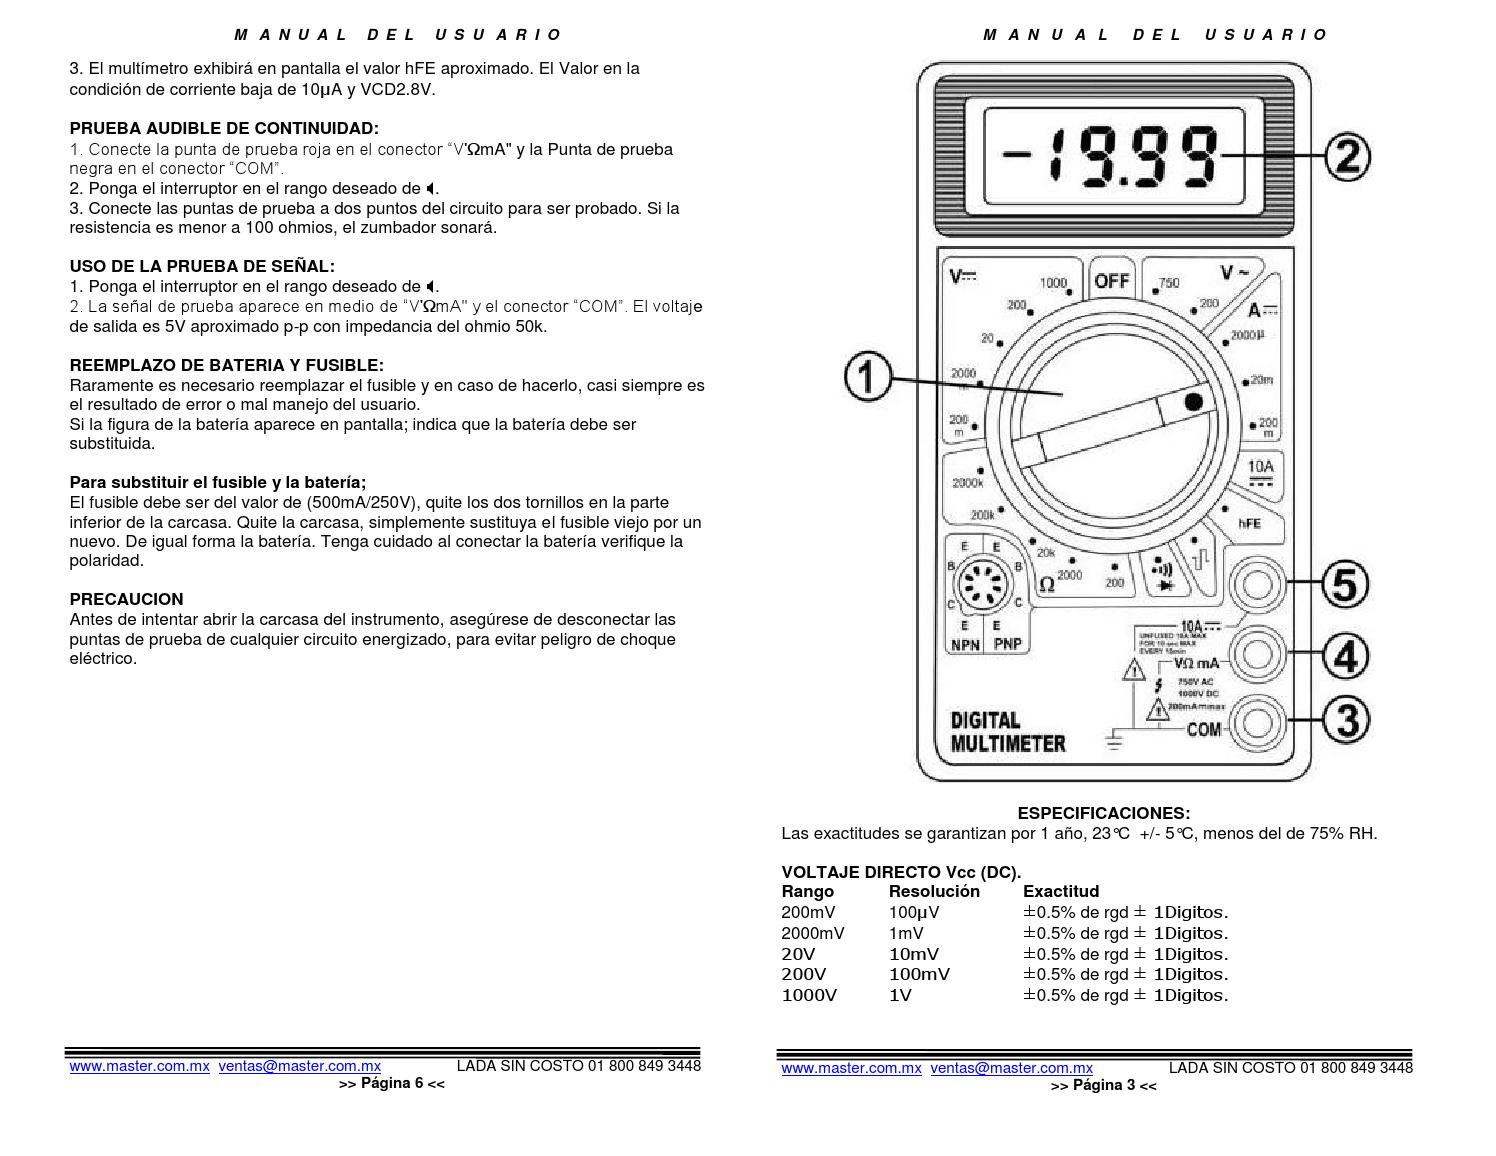 MANUAL DEL USUARIO
3. El multímetro exhibirá en pantalla el valor hFE aproximado. El Valor en la
condición de corriente baja de 10µA y VCD2.8V.
PRUEBA AUDIBLE DE CONTINUIDAD:
1. Conecte la punta de prueba roja en el conector “V'ΩmA" y la Punta de prueba
negra en el conector “COM”.
2. Ponga el interruptor en el rango deseado de 🔈.
3. Conecte las puntas de prueba a dos puntos del circuito para ser probado. Si la
resistencia es menor a 100 ohmios, el zumbador sonará.
USO DE LA PRUEBA DE SEÑAL:
1. Ponga el interruptor en el rango deseado de 🔈.
2. La señal de prueba aparece en medio de “V'ΩmA" y el conector “COM”. El voltaje
de salida es 5V aproximado p-p con impedancia del ohmio 50k.
REEMPLAZO DE BATERIA Y FUSIBLE:
Raramente es necesario reemplazar el fusible y en caso de hacerlo, casi siempre es
el resultado de error o mal manejo del usuario.
Si la figura de la batería aparece en pantalla; indica que la batería debe ser
substituida.
Para substituir el fusible y la batería;
El fusible debe ser del valor de (500mA/250V), quite los dos tornillos en la parte
inferior de la carcasa. Quite la carcasa, simplemente sustituya el fusible viejo por un
nuevo. De igual forma la batería. Tenga cuidado al conectar la batería verifique la
polaridad.
PRECAUCION
Antes de intentar abrir la carcasa del instrumento, asegúrese de desconectar las
puntas de prueba de cualquier circuito energizado, para evitar peligro de choque
eléctrico.
www.master.com.mx ventas@master.com.mx LADA SIN COSTO 01 800 849 3448
>> Página 6 <<
MANUAL DEL USUARIO
-19.99
2
V⎓ 1000 OFF 750 V ~
200 200 A⎓
20 2000µ
1 2000 m 20m
200 m 200 m
2000k 10A
200k hFE
20k
Ω 2000 200
E E
B B
C C
E E
NPN PNP
5
10A⎓
UNFUSED 10A MAX
FOR 10 sec MAX
EVERY 15min
4
VΩ mA
750V AC
1000V DC
200mAmmax
3
COM
DIGITAL
MULTIMETER
ESPECIFICACIONES:
Las exactitudes se garantizan por 1 año, 23°C +/- 5°C, menos del de 75% RH.
VOLTAJE DIRECTO Vcc (DC).
Rango Resolución Exactitud
200mV 100µV ±0.5% de rgd ± 1Digitos.
2000mV 1mV ±0.5% de rgd ± 1Digitos.
20V 10mV ±0.5% de rgd ± 1Digitos.
200V 100mV ±0.5% de rgd ± 1Digitos.
1000V 1V ±0.5% de rgd ± 1Digitos.
www.master.com.mx ventas@master.com.mx LADA SIN COSTO 01 800 849 3448
>> Página 3 <<